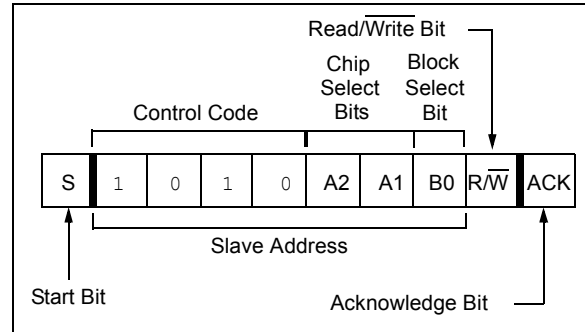 Read/Write Bit
Chip Select Bits
Block Select Bit
Control Code
S 1 0 1 0 A2 A1 B0 R/W ACK
Slave Address
Start Bit
Acknowledge Bit